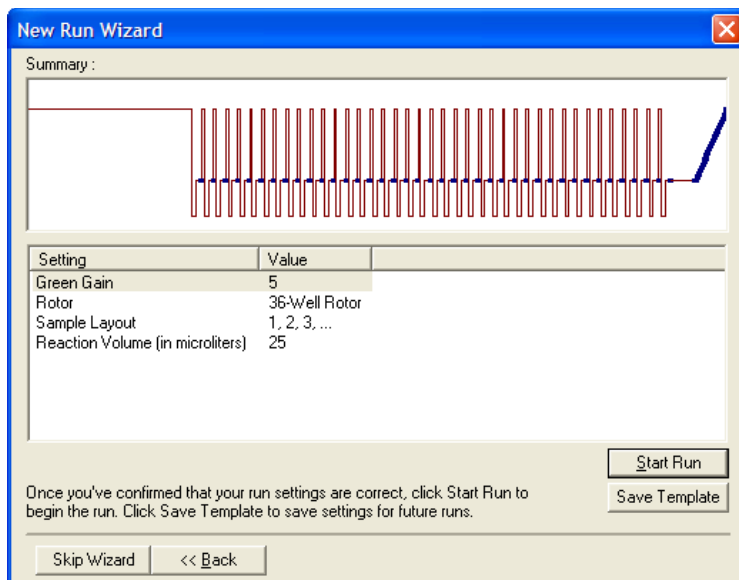 New Run Wizard
Summary :
Setting Value
Green Gain 5
Rotor 36-Well Rotor
Sample Layout 1, 2, 3, ...
Reaction Volume (in microliters) 25
Start Run
Once you've confirmed that your run settings are correct, click Start Run to
begin the run. Click Save Template to save settings for future runs.
Save Template
Skip Wizard << Back